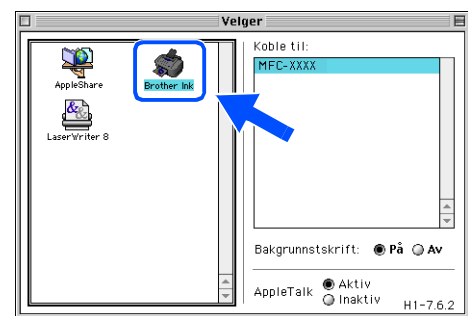 Velger
AppleShare
Brother Ink
LaserWriter 8
Koble til:
MFC-XXXX
Bakgrunnstskrift: På Av
AppleTalk Aktiv
Inaktiv
H1-7.6.2